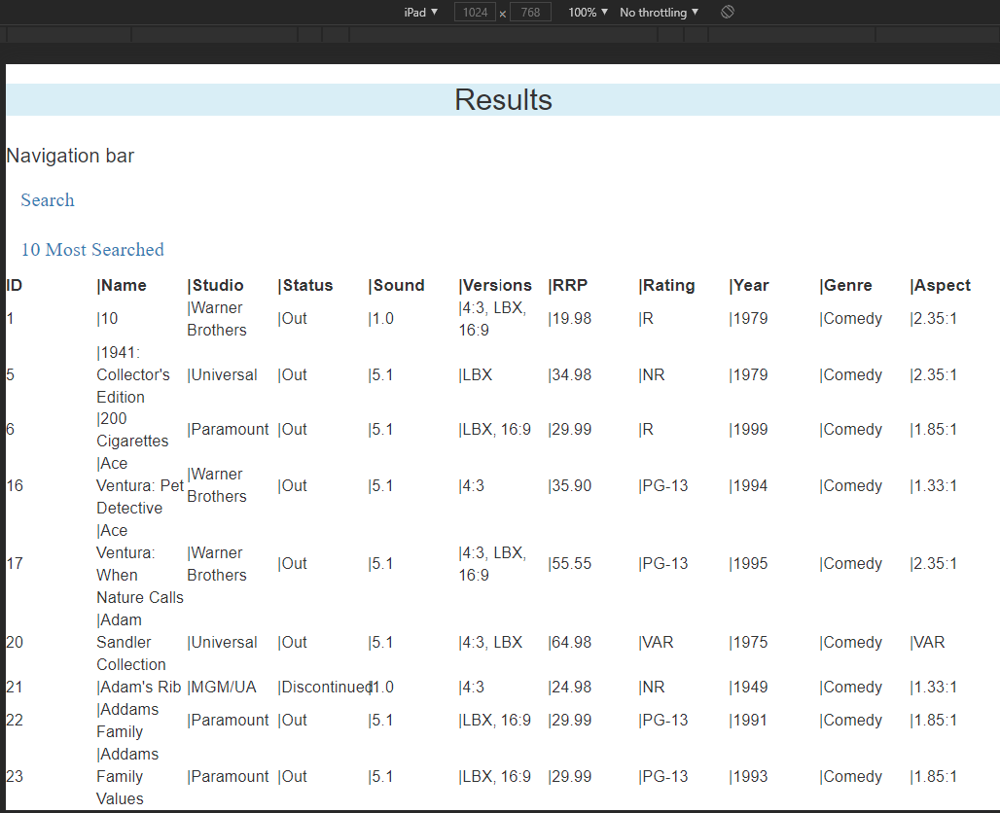 iPad ▼ 1024 × 768 100% ▼ No throttling ▼
Results
Navigation bar
Search
10 Most Searched
ID |Name |Studio |Status |Sound |Versions |RRP |Rating |Year |Genre |Aspect
1 |10 |Warner Brothers |Out |1.0 |4:3, LBX, 16:9 |19.98 |R |1979 |Comedy |2.35:1
5 |1941: Collector's Edition |Universal |Out |5.1 |LBX |34.98 |NR |1979 |Comedy |2.35:1
6 |200 Cigarettes |Paramount |Out |5.1 |LBX, 16:9 |29.99 |R |1999 |Comedy |1.85:1
16 |Ace Ventura: Pet Detective |Warner Brothers |Out |5.1 |4:3 |35.90 |PG-13 |1994 |Comedy |1.33:1
17 |Ace Ventura: When Nature Calls |Warner Brothers |Out |5.1 |4:3, LBX, 16:9 |55.55 |PG-13 |1995 |Comedy |2.35:1
20 |Adam Sandler Collection |Universal |Out |5.1 |4:3, LBX |64.98 |VAR |1975 |Comedy |VAR
21 |Adam's Rib |MGM/UA |Discontinued |1.0 |4:3 |24.98 |NR |1949 |Comedy |1.33:1
22 |Addams Family |Paramount |Out |5.1 |LBX, 16:9 |29.99 |PG-13 |1991 |Comedy |1.85:1
23 |Addams Family Values |Paramount |Out |5.1 |LBX, 16:9 |29.99 |PG-13 |1993 |Comedy |1.85:1